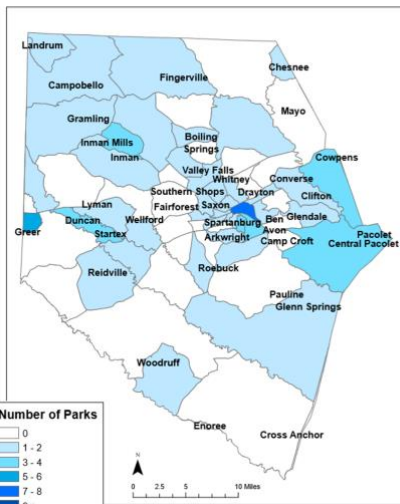 Landrum
Chesnee
Fingerville
Campobello
Mayo
Gramling
Boiling
Springs
Inman Mills
Inman
Cowpens
Valley Falls
Whitney
Converse
Southern Shops
Drayton
Clifton
Lyman
Fairforest
Saxon
Duncan
Wellford
Spartanburg
Ben
Avon
Glendale
Greer
Startex
Arkwright
Camp Croft
Pacolet
Central Pacolet
Reidville
Roebuck
Pauline
Glenn Springs
Woodruff
Enoree
Cross Anchor
Number of Parks
0
1 - 2
3 - 4
5 - 6
7 - 8
N
0 2.5 5 10 Miles